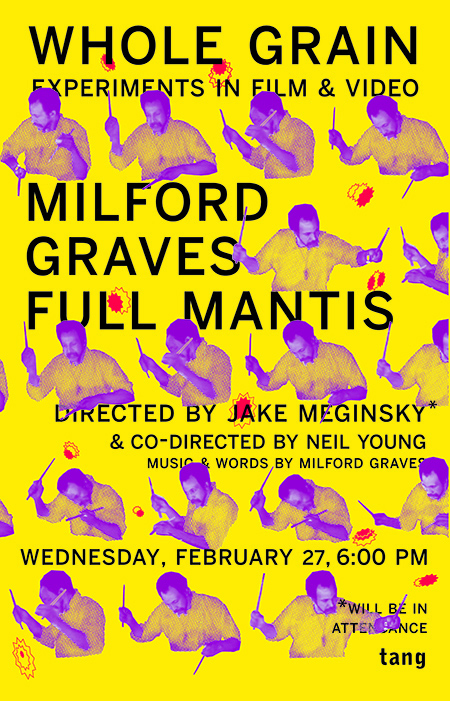 WHOLE GRAIN
EXPERIMENTS IN FILM & VIDEO
MILFORD
GRAVES
FULL MANTIS
DIRECTED BY JAKE MEGINSKY*
& CO-DIRECTED BY NEIL YOUNG
MUSIC & WORDS BY MILFORD GRAVES
WEDNESDAY, FEBRUARY 27, 6:00 PM
*WILL BE IN
ATTENDANCE
tang